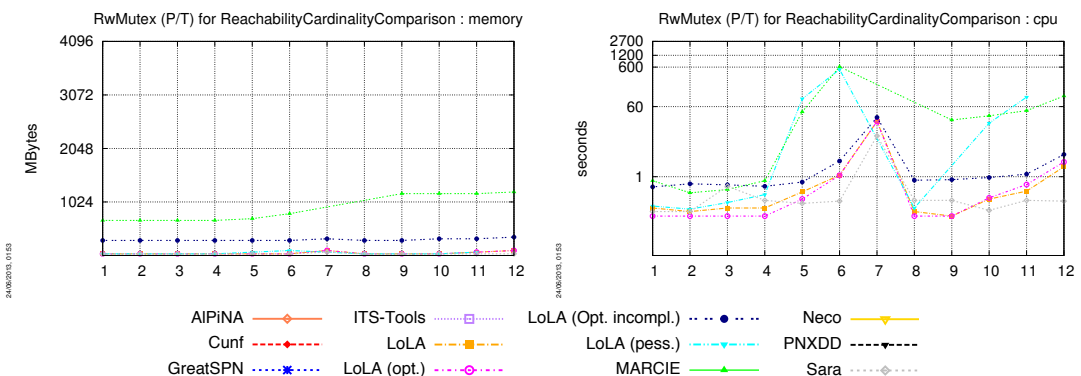 RwMutex (P/T) for ReachabilityCardinalityComparison : memory
4096
3072
2048
1024
MBytes
1 2 3 4 5 6 7 8 9 10 11 12
24/06/2013, 01:53
RwMutex (P/T) for ReachabilityCardinalityComparison : cpu
2700
1200
600
60
1
seconds
1 2 3 4 5 6 7 8 9 10 11 12
24/06/2013, 01:53
AlPiNA ITS-Tools LoLA (Opt. incompl.) Neco
Cunf LoLA LoLA (pess.) PNXDD
GreatSPN LoLA (opt.) MARCIE Sara